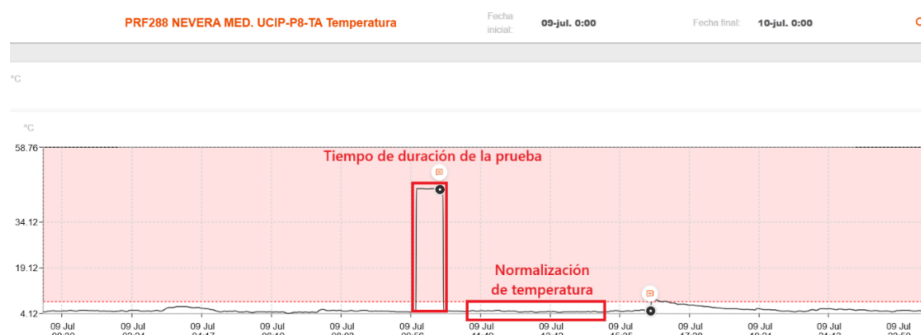 PRF288 NEVERA MED. UCIP-P8-TA Temperatura
Fecha inicial:
09-jul. 0:00
Fecha final:
10-jul. 0:00
°C
°C
58.76
Tiempo de duración de la prueba
34.12
19.12
Normalización
de temperatura
4.12
09 Jul 09 Jul 09 Jul 09 Jul 09 Jul 09 Jul 09 Jul 09 Jul 09 Jul 09 Jul 09 Jul 09 Jul 09 Jul